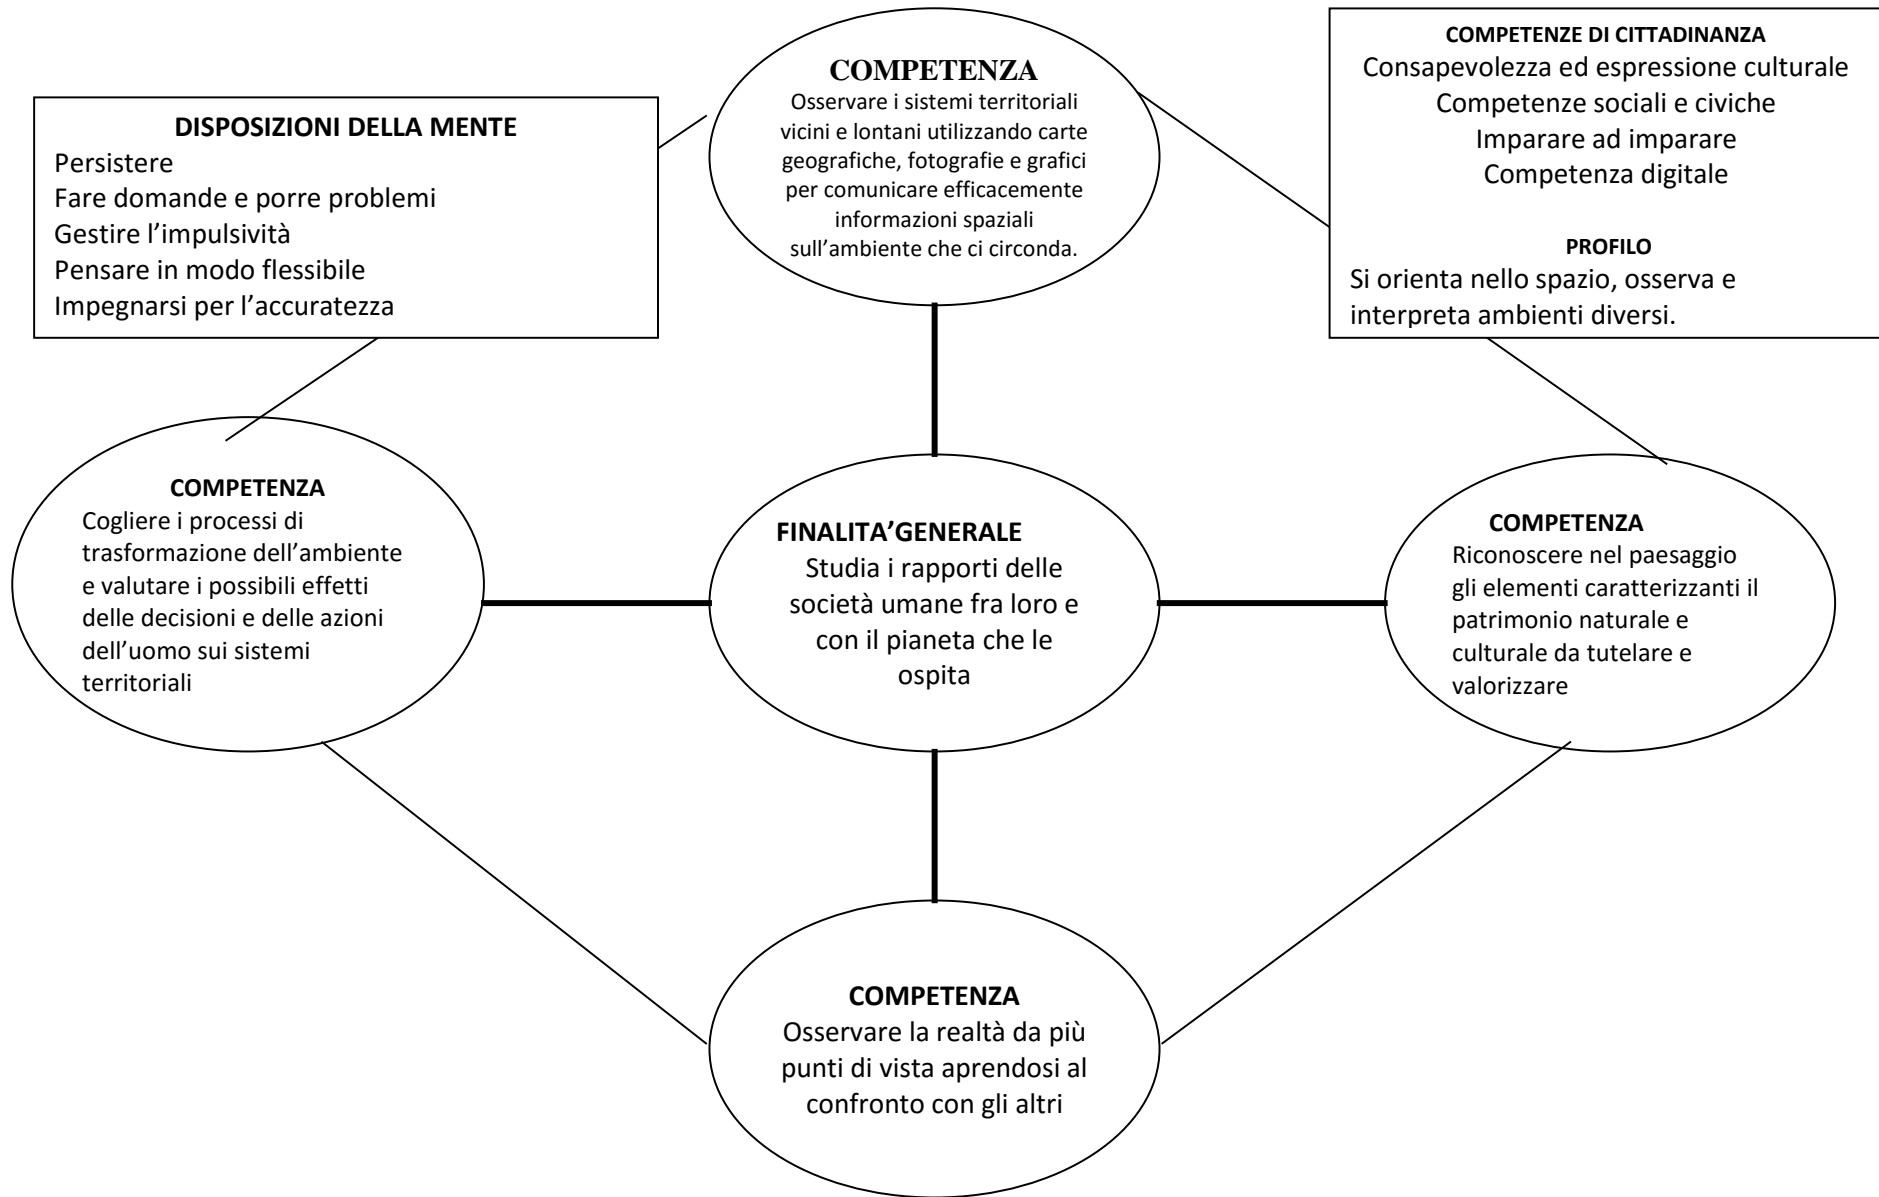 COMPETENZA
Osservare i sistemi territoriali
vicini e lontani utilizzando carte
geografiche, fotografie e grafici
per comunicare efficacemente
informazioni spaziali
sull’ambiente che ci circonda.
COMPETENZE DI CITTADINANZA
Consapevolezza ed espressione culturale
Competenze sociali e civiche
Imparare ad imparare
Competenza digitale
PROFILO
Si orienta nello spazio, osserva e
interpreta ambienti diversi.
DISPOSIZIONI DELLA MENTE
Persistere
Fare domande e porre problemi
Gestire l’impulsività
Pensare in modo flessibile
Impegnarsi per l’accuratezza
COMPETENZA
Cogliere i processi di
trasformazione dell’ambiente
e valutare i possibili effetti
delle decisioni e delle azioni
dell’uomo sui sistemi
territoriali
FINALITA’GENERALE
Studia i rapporti delle
società umane fra loro e
con il pianeta che le
ospita
COMPETENZA
Riconoscere nel paesaggio
gli elementi caratterizzanti il
patrimonio naturale e
culturale da tutelare e
valorizzare
COMPETENZA
Osservare la realtà da più
punti di vista aprendosi al
confronto con gli altri